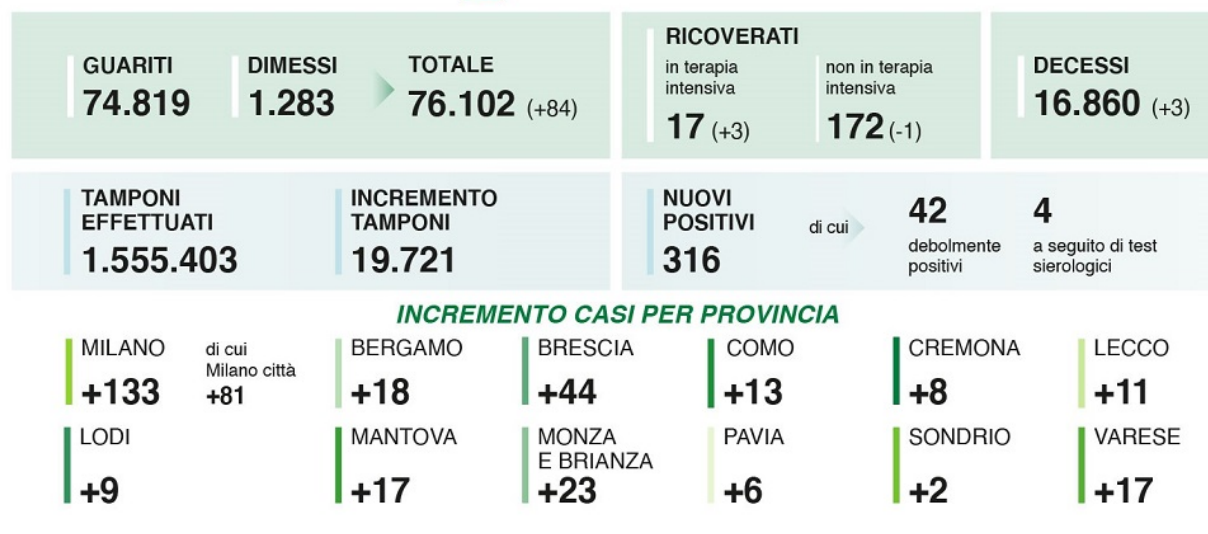 GUARITI
74.819
DIMESSI
1.283
TOTALE
76.102 (+84)
RICOVERATI
in terapia
intensiva
17 (+3)
non in terapia
intensiva
172 (-1)
DECESSI
16.860 (+3)
TAMPONI
EFFETTUATI
1.555.403
INCREMENTO
TAMPONI
19.721
NUOVI
POSITIVI
316
di cui
42
debolmente
positivi
4
a seguito di test
sierologici
INCREMENTO CASI PER PROVINCIA
MILANO
+133
di cui
Milano città
+81
BERGAMO
+18
BRESCIA
+44
COMO
+13
CREMONA
+8
LECCO
+11
LODI
+9
MANTOVA
+17
MONZA
E BRIANZA
+23
PAVIA
+6
SONDRIO
+2
VARESE
+17